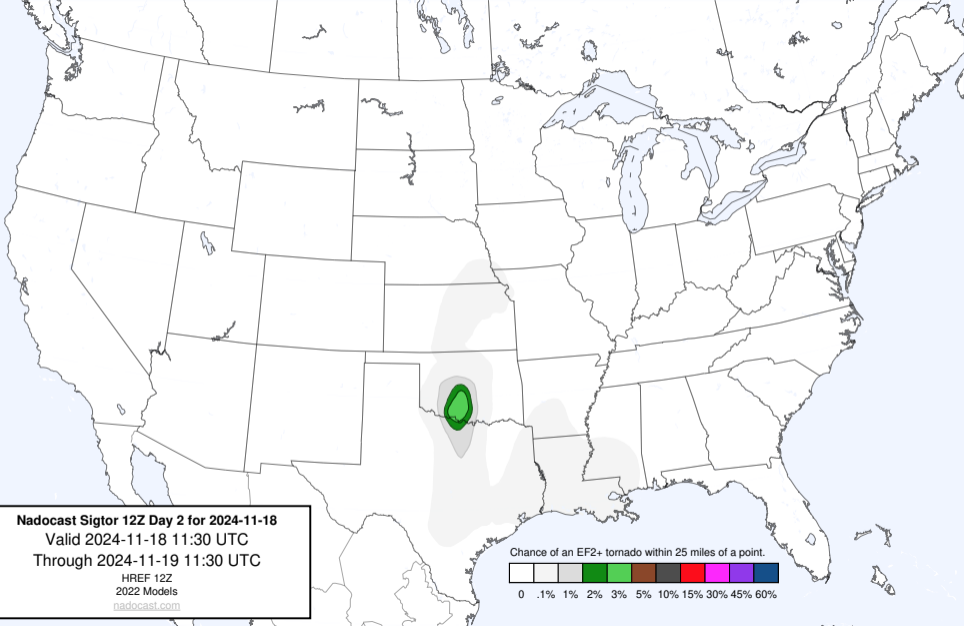 Nadocast Sigtor 12Z Day 2 for 2024-11-18
Valid 2024-11-18 11:30 UTC
Through 2024-11-19 11:30 UTC
HREF 12Z
2022 Models
nadocast.com
Chance of an EF2+ tornado within 25 miles of a point.
0 .1% 1% 2% 3% 5% 10% 15% 30% 45% 60%